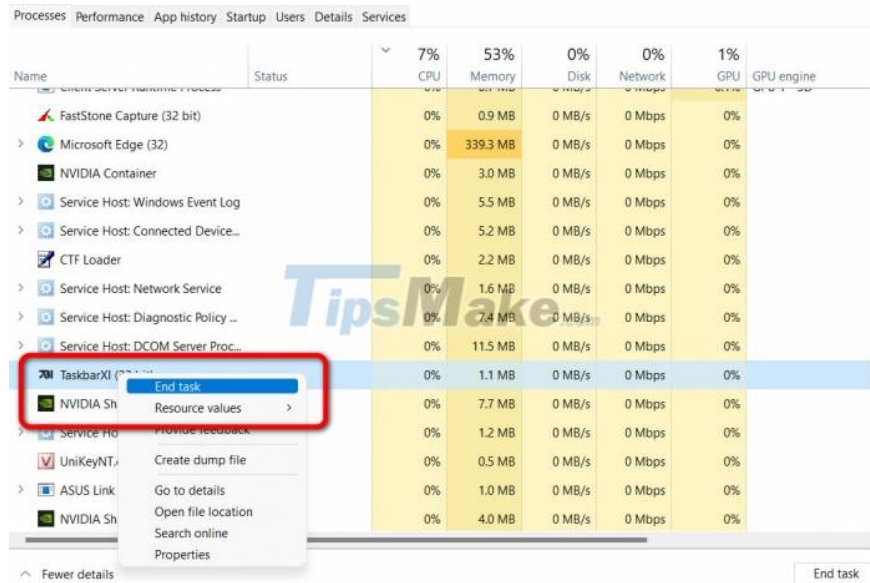 Processes Performance App history Startup Users Details Services
7% 53% 0% 0% 1%
Name Status CPU Memory Disk Network GPU GPU engine
Client Server Runtime Process
FastStone Capture (32 bit) 0% 0.9 MB 0 MB/s 0 Mbps 0%
Microsoft Edge (32) 0% 339.3 MB 0 MB/s 0 Mbps 0%
NVIDIA Container 0% 3.0 MB 0 MB/s 0 Mbps 0%
Service Host: Windows Event Log 0% 5.5 MB 0 MB/s 0 Mbps 0%
Service Host: Connected Device... 0% 5.2 MB 0 MB/s 0 Mbps 0%
CTF Loader 0% 2.2 MB 0 MB/s 0 Mbps 0%
Service Host: Network Service 0% 1.6 MB 0 MB/s 0 Mbps 0%
TipsMake.com
Service Host: Diagnostic Policy ... 0% 7.4 MB 0 MB/s 0 Mbps 0%
Service Host: DCOM Server Proc... 0% 11.5 MB 0 MB/s 0 Mbps 0%
TaskbarXI 0% 1.1 MB 0 MB/s 0 Mbps 0%
End task
NVIDIA Sh 0% 7.7 MB 0 MB/s 0 Mbps 0%
Resource values
Service Ho 0% 1.2 MB 0 MB/s 0 Mbps 0%
Provide feedback
UniKeyNT. 0% 0.5 MB 0 MB/s 0 Mbps 0%
Create dump file
ASUS Link 0% 1.0 MB 0 MB/s 0 Mbps 0%
Go to details
Open file location
NVIDIA Sh 0% 4.0 MB 0 MB/s 0 Mbps 0%
Search online
Properties
Fewer details End task